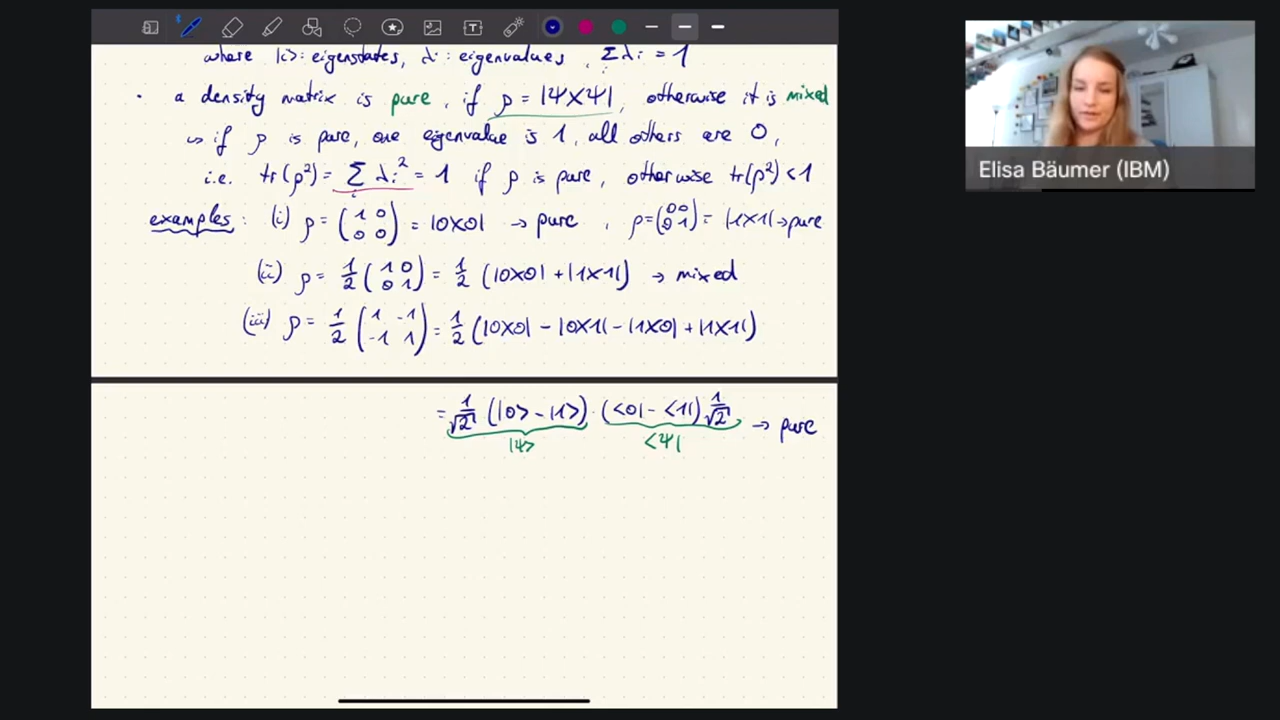 where |i>: eigenstates, λi: eigenvalues, Σi λi = 1
· a density matrix is pure, if ρ = |Ψ><Ψ|, otherwise it is mixed
↳ if ρ is pure, one eigenvalue is 1, all others are 0,
i.e. tr(ρ²) = Σi λi² = 1 if ρ is pure, otherwise tr(ρ²) < 1
examples: (i) ρ = (1 0 0 0) = |0><0| → pure, ρ = (0 0 0 1) = |1><1| → pure
(ii) ρ = 1/2 (1 0 0 1) = 1/2 (|0><0| + |1><1|) → mixed
(iii) ρ = 1/2 (1 -1 -1 1) = 1/2 (|0><0| - |0><1| - |1><0| + |1><1|)
= 1/√2 (|0> - |1>) · (<0| - <1|) 1/√2 → pure
|Ψ> <Ψ|
Elisa Bäumer (IBM)